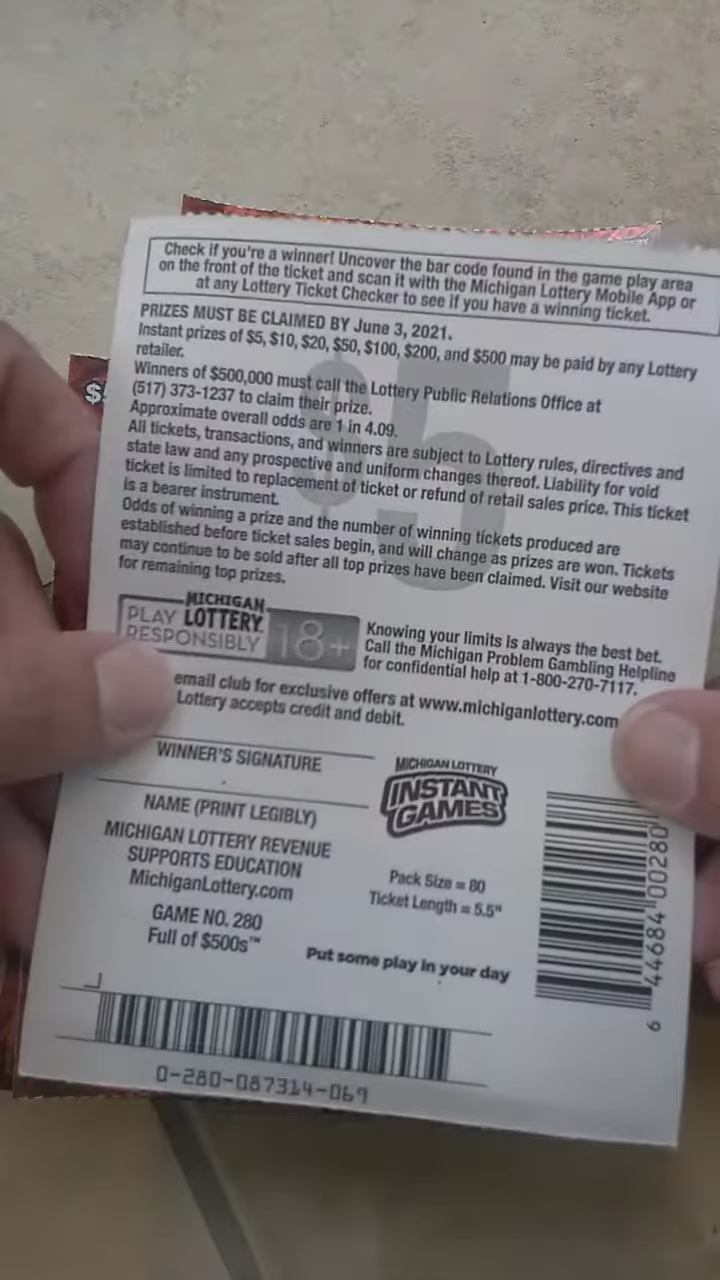 Check if you're a winner! Uncover the bar code found in the game play area
on the front of the ticket and scan it with the Michigan Lottery Mobile App or
at any Lottery Ticket Checker to see if you have a winning ticket.
PRIZES MUST BE CLAIMED BY June 3, 2021.
Instant prizes of $5, $10, $20, $50, $100, $200, and $500 may be paid by any Lottery
retailer.
Winners of $500,000 must call the Lottery Public Relations Office at
(517) 373-1237 to claim their prize.
Approximate overall odds are 1 in 4.09.
All tickets, transactions, and winners are subject to Lottery rules, directives and
state law and any prospective and uniform changes thereof. Liability for void
ticket is limited to replacement of ticket or refund of retail sales price. This ticket
is a bearer instrument.
Odds of winning a prize and the number of winning tickets produced are
established before ticket sales begin, and will change as prizes are won. Tickets
may continue to be sold after all top prizes have been claimed. Visit our website
for remaining top prizes.
$5
MICHIGAN
PLAY LOTTERY
RESPONSIBLY 18+
Knowing your limits is always the best bet.
Call the Michigan Problem Gambling Helpline
for confidential help at 1-800-270-7117.
email club for exclusive offers at www.michiganlottery.com
Lottery accepts credit and debit.
WINNER'S SIGNATURE
NAME (PRINT LEGIBLY)
MICHIGAN LOTTERY REVENUE
SUPPORTS EDUCATION
MichiganLottery.com
GAME NO. 280
Full of $500s™
MICHIGAN LOTTERY
INSTANT
GAMES
Pack Size = 80
Ticket Length = 5.5"
Put some play in your day
6 44684 00280
0-280-087314-069